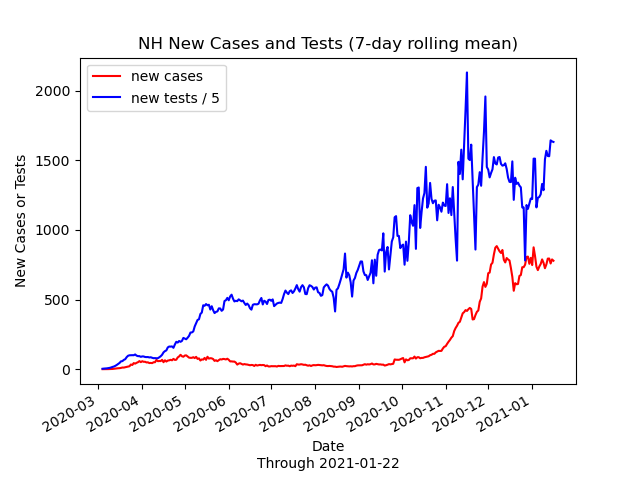 NH New Cases and Tests (7-day rolling mean)
new cases
new tests / 5
New Cases or Tests
2000
1500
1000
500
0
2020-03
2020-04
2020-05
2020-06
2020-07
2020-08
2020-09
2020-10
2020-11
2020-12
2021-01
Date
Through 2021-01-22